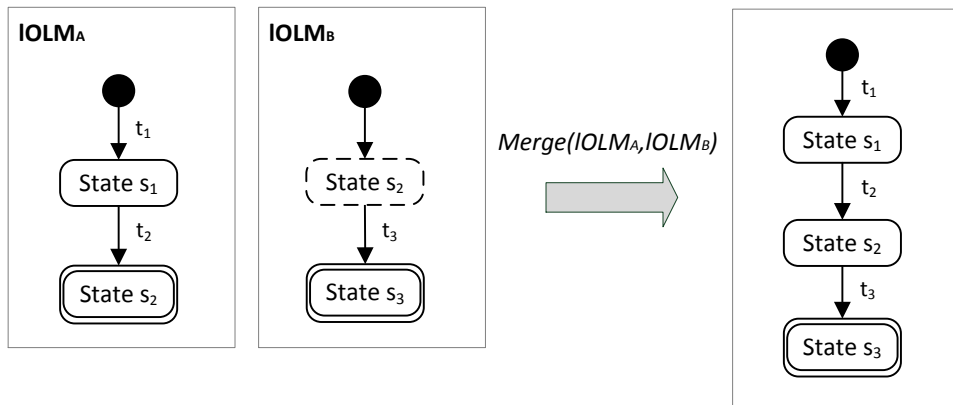 lOLMA
t1
State s1
t2
State s2
lOLMB
State s2
t3
State s3
Merge(lOLMA,lOLMB)
t1
State s1
t2
State s2
t3
State s3